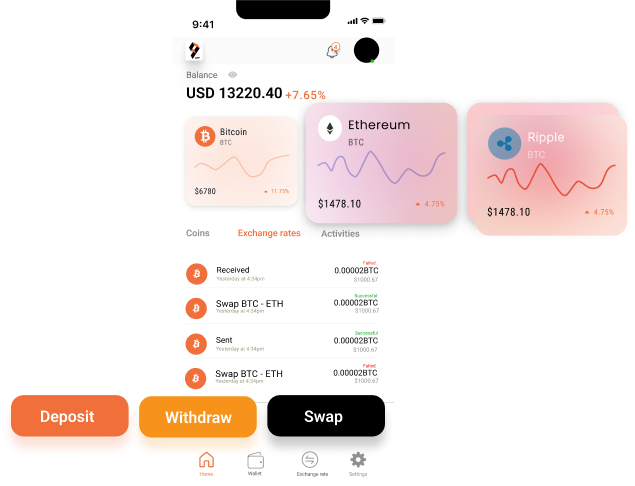 9:41
4
Balance
USD 13220.40 +7.65%
Bitcoin
BTC
$6780
11.75%
Ethereum
BTC
$1478.10
4.75%
Ripple
BTC
$1478.10
4.75%
Coins Exchange rates Activities
Failed
Received 0.00002BTC
Yesterday at 4:34pm $1000.67
Successful
Swap BTC - ETH 0.00002BTC
Yesterday at 4:34pm $1000.67
Successful
Sent 0.00002BTC
Yesterday at 4:34pm $1000.67
Failed
Swap BTC - ETH 0.00002BTC
Yesterday at 4:34pm $1000.67
Deposit Withdraw Swap
Home Wallet Exchange rate Settings